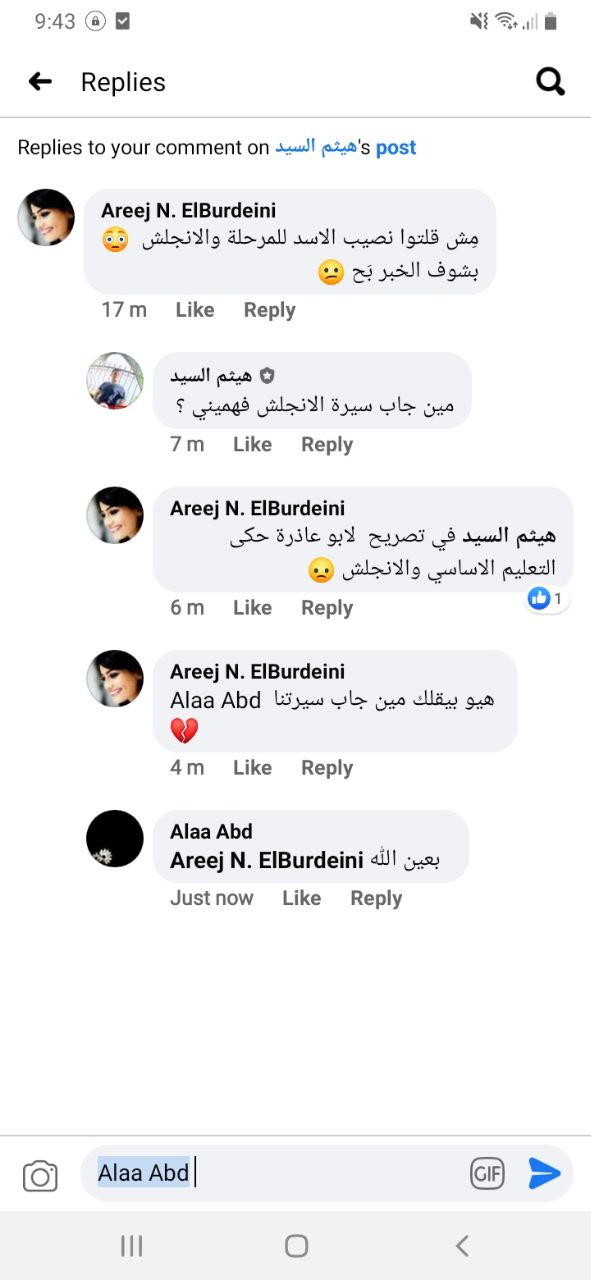 9:43
Replies
Replies to your comment on هيثم السيد's post
Areej N. ElBurdeini
مِش قلتوا نصيب الاسد للمرحلة والانجلش 😳
بشوف الخبر بَح 😕
17 m Like Reply
هيثم السيد
مين جاب سيرة الانجلش فهميني ؟
7 m Like Reply
Areej N. ElBurdeini
هيثم السيد في تصريح لابو عاذرة حكى
التعليم الاساسي والانجلش 😞
1
6 m Like Reply
Areej N. ElBurdeini
Alaa Abd هيو بيقلك مين جاب سيرتنا
💔
4 m Like Reply
Alaa Abd
Areej N. ElBurdeini بعين الله
Just now Like Reply
Alaa Abd
GIF